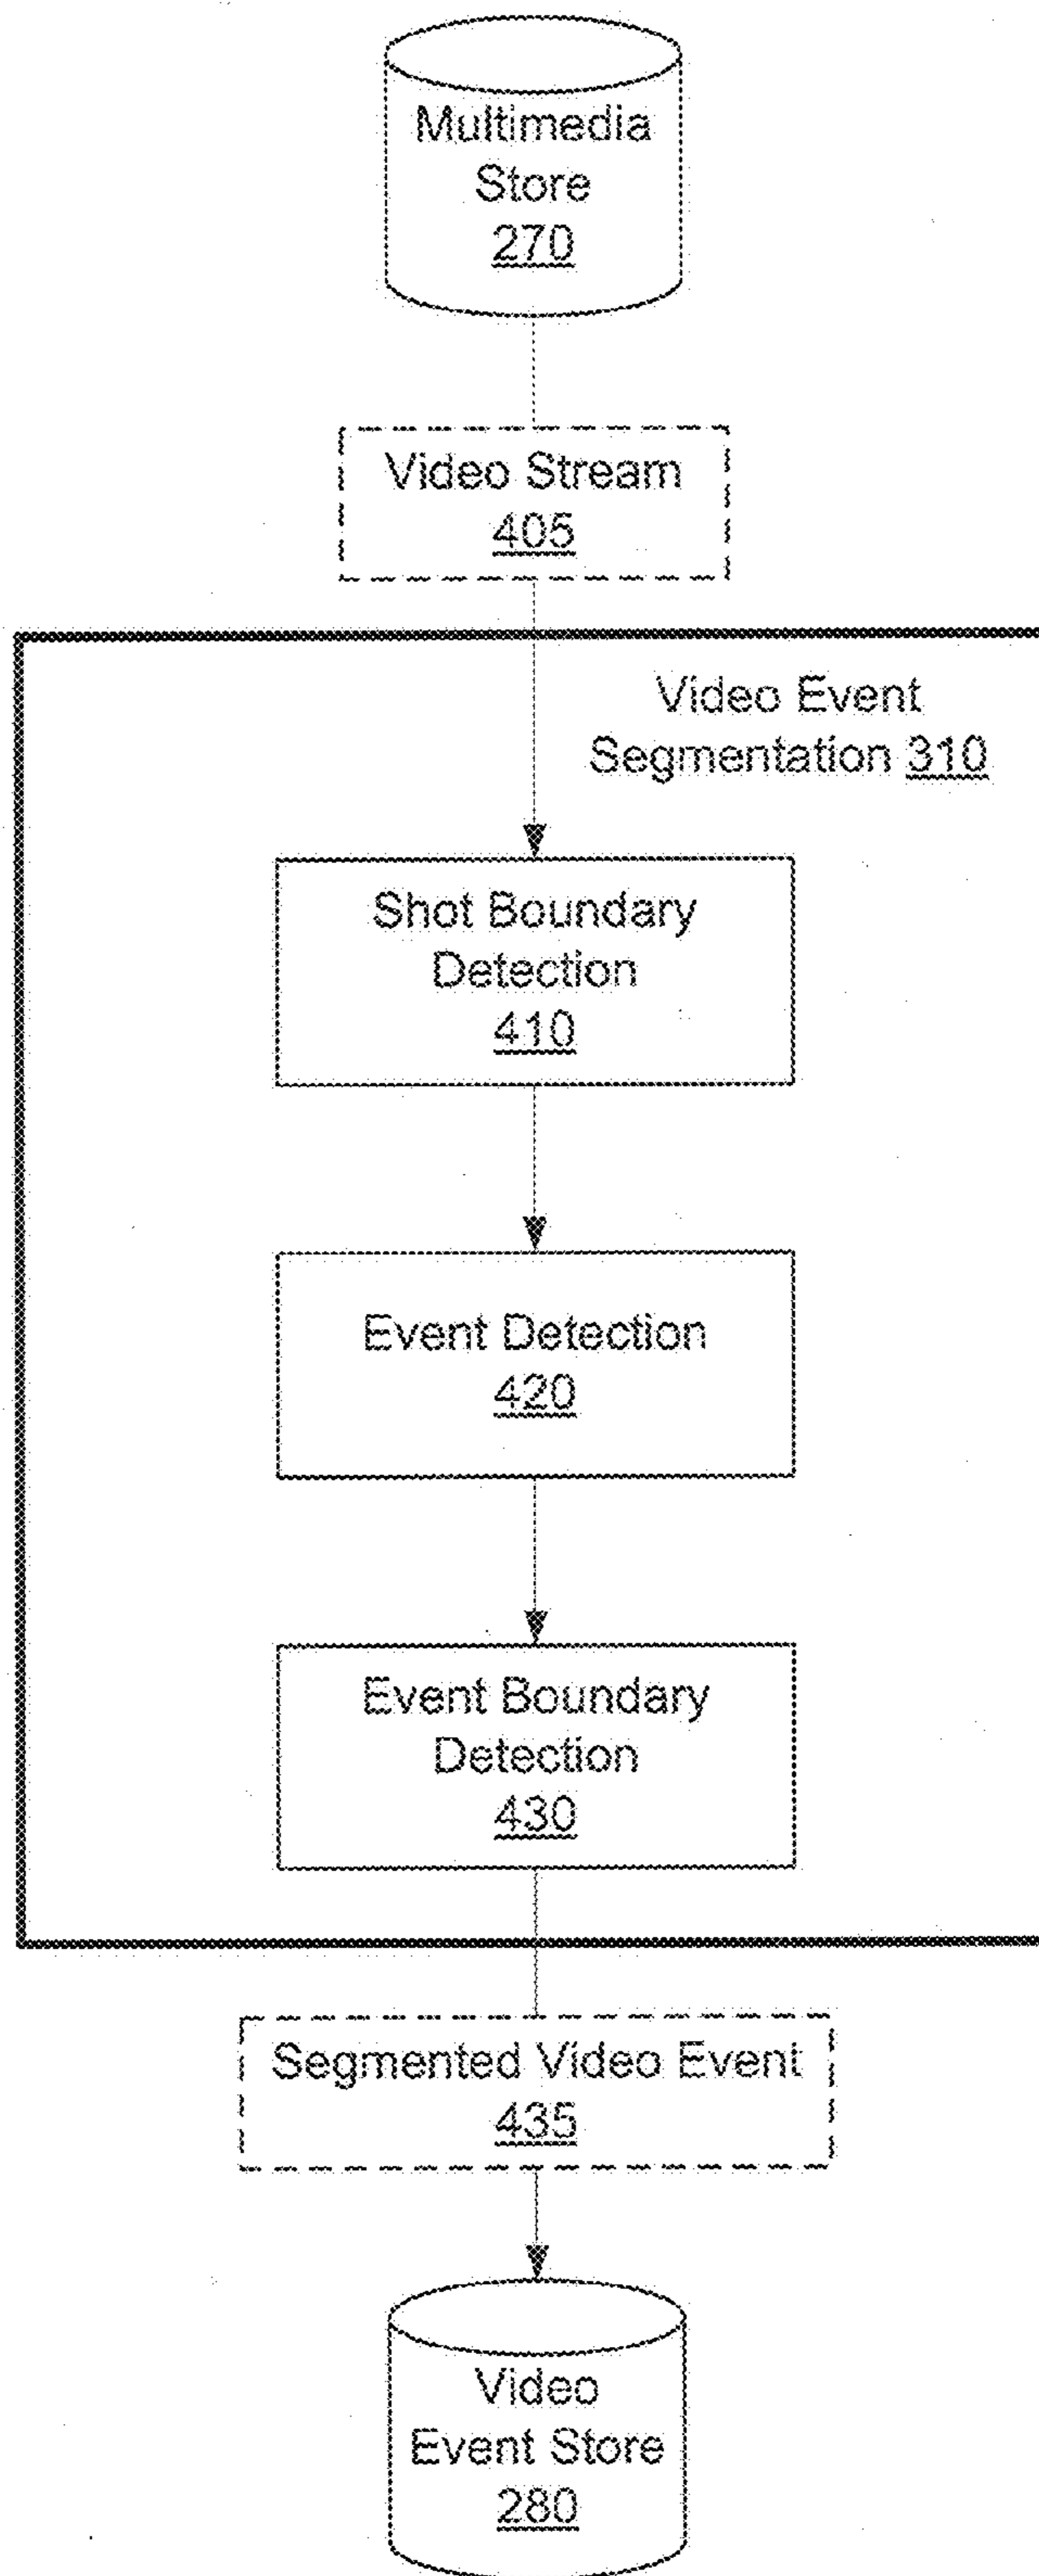 Multimedia
Store
270
Video Stream
405
Video Event
Segmentation 310
Shot Boundary
Detection
410
Event Detection
420
Event Boundary
Detection
430
Segmented Video Event
435
Video
Event Store
280